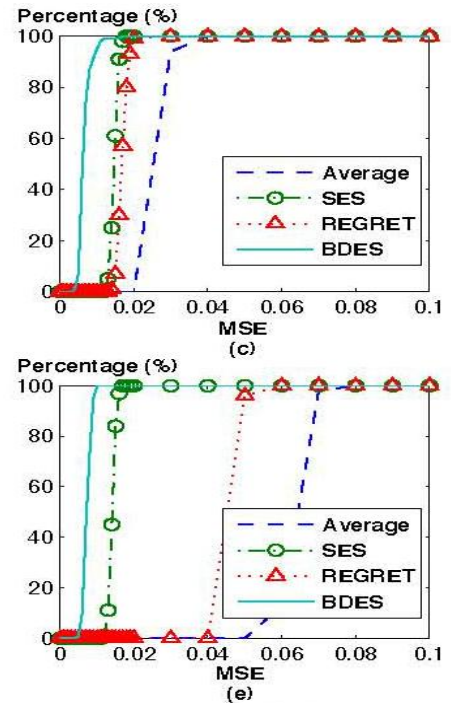 Percentage (%)
100
80
60
40
20
0
Average
SES
REGRET
BDES
0 0.02 0.04 0.06 0.08 0.1
MSE
(c)
Percentage (%)
100
80
60
40
20
0
Average
SES
REGRET
BDES
0 0.02 0.04 0.06 0.08 0.1
MSE
(e)